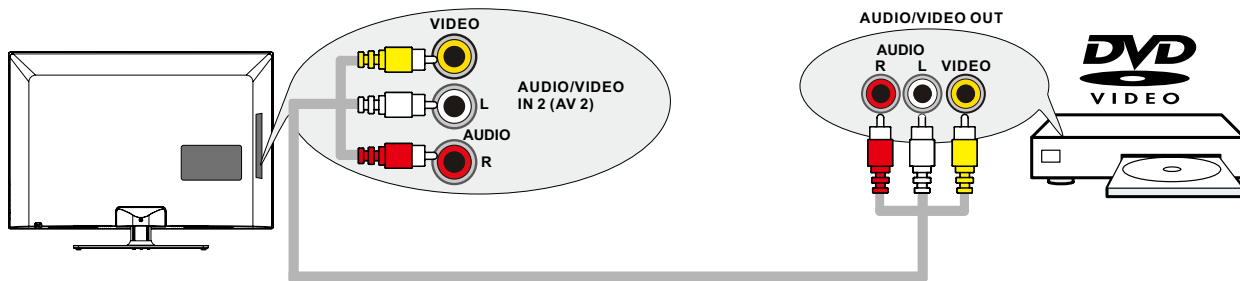 VIDEO
L
AUDIO
R
AUDIO/VIDEO
IN 2 (AV 2)
AUDIO/VIDEO OUT
AUDIO
R L VIDEO
DVD
VIDEO